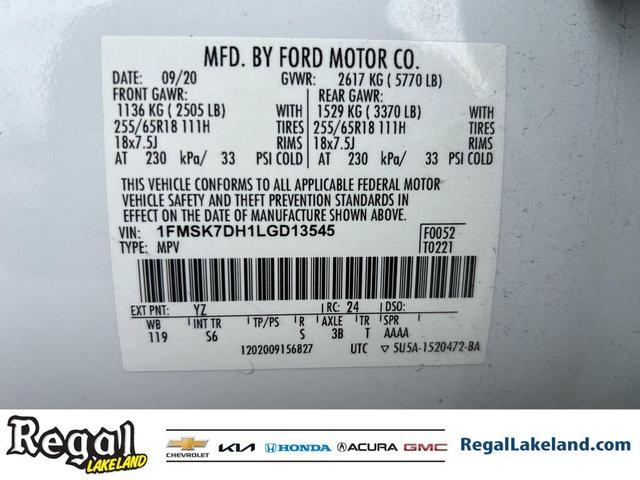 MFD. BY FORD MOTOR CO.
DATE: 09/20 GVWR: 2617 KG ( 5770 LB)
FRONT GAWR: REAR GAWR:
1136 KG ( 2505 LB) WITH 1529 KG ( 3370 LB) WITH
255/65R18 111H TIRES 255/65R18 111H TIRES
18x7.5J RIMS 18x7.5J RIMS
AT 230 kPa/ 33 PSI COLD AT 230 kPa/ 33 PSI COLD
THIS VEHICLE CONFORMS TO ALL APPLICABLE FEDERAL MOTOR
VEHICLE SAFETY AND THEFT PREVENTION STANDARDS IN
EFFECT ON THE DATE OF MANUFACTURE SHOWN ABOVE.
VIN: 1FMSK7DH1LGD13545 F0052
TYPE: MPV T0221
EXT PNT: YZ RC: 24 DSO:
WB INT TR TP/PS R AXLE TR SPR
119 S6 S 3B T AAAA
1202009156827 UTC ▽5U5A-1520472-BA
Regal LAKELAND
CHEVROLET KIA HONDA ACURA GMC
RegalLakeland.com